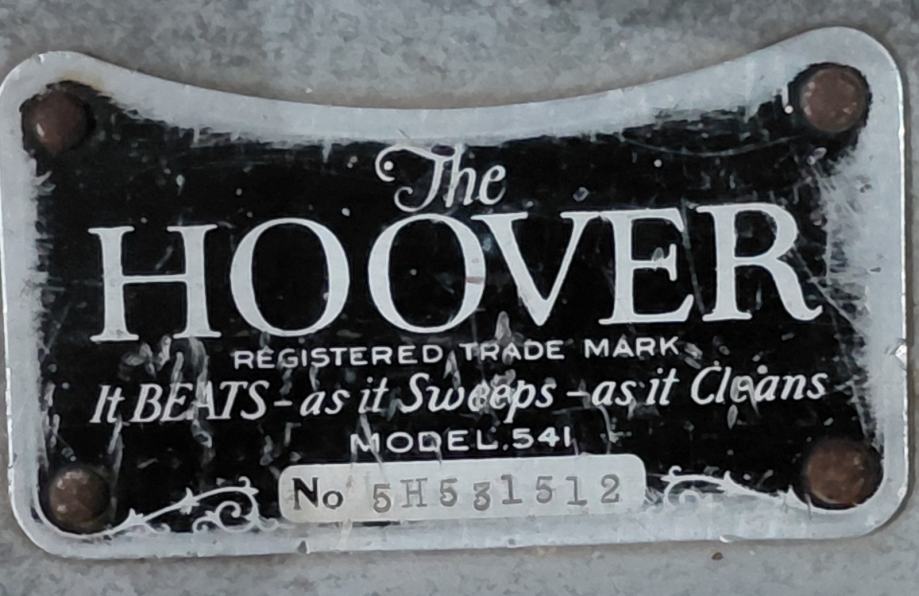 The
HOOVER
REGISTERED TRADE MARK
It BEATS-as it Sweeps-as it Cleans
MODEL.541
No 5H531512